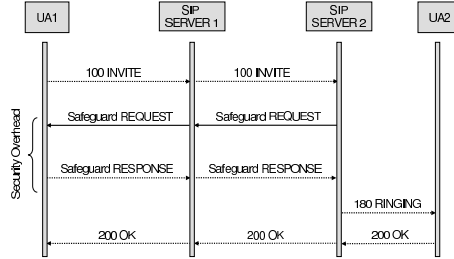 UA1
SIP
SERVER 1
SIP
SERVER 2
UA2
100 INVITE
100 INVITE
Safeguard REQUEST
Safeguard REQUEST
Security Overhead
Safeguard RESPONSE
Safeguard RESPONSE
180 RINGING
200 OK
200 OK
200 OK